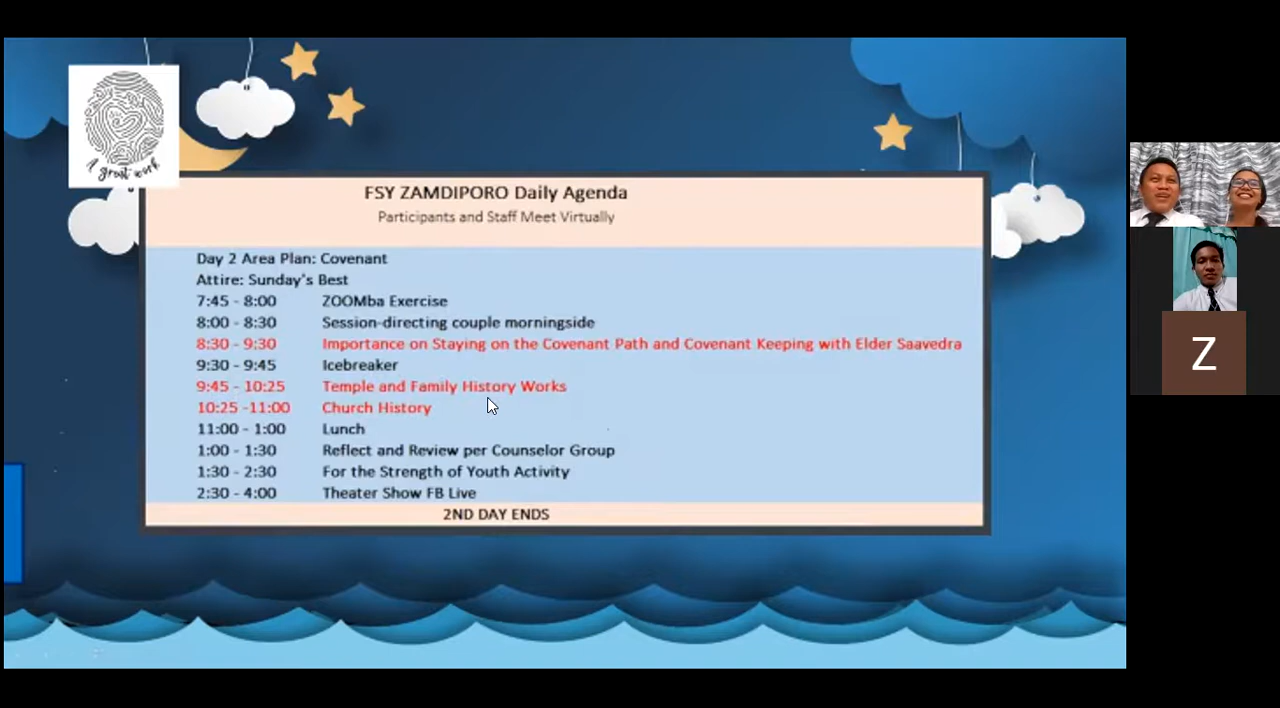 A great work
FSY ZAMDIPORO Daily Agenda
Participants and Staff Meet Virtually
Day 2 Area Plan: Covenant
Attire: Sunday's Best
7:45 - 8:00 ZOOMba Exercise
8:00 - 8:30 Session-directing couple morningside
8:30 - 9:30 Importance on Staying on the Covenant Path and Covenant Keeping with Elder Saavedra
9:30 - 9:45 Icebreaker
9:45 - 10:25 Temple and Family History Works
10:25 -11:00 Church History
11:00 - 1:00 Lunch
1:00 - 1:30 Reflect and Review per Counselor Group
1:30 - 2:30 For the Strength of Youth Activity
2:30 - 4:00 Theater Show FB Live
2ND DAY ENDS
Z